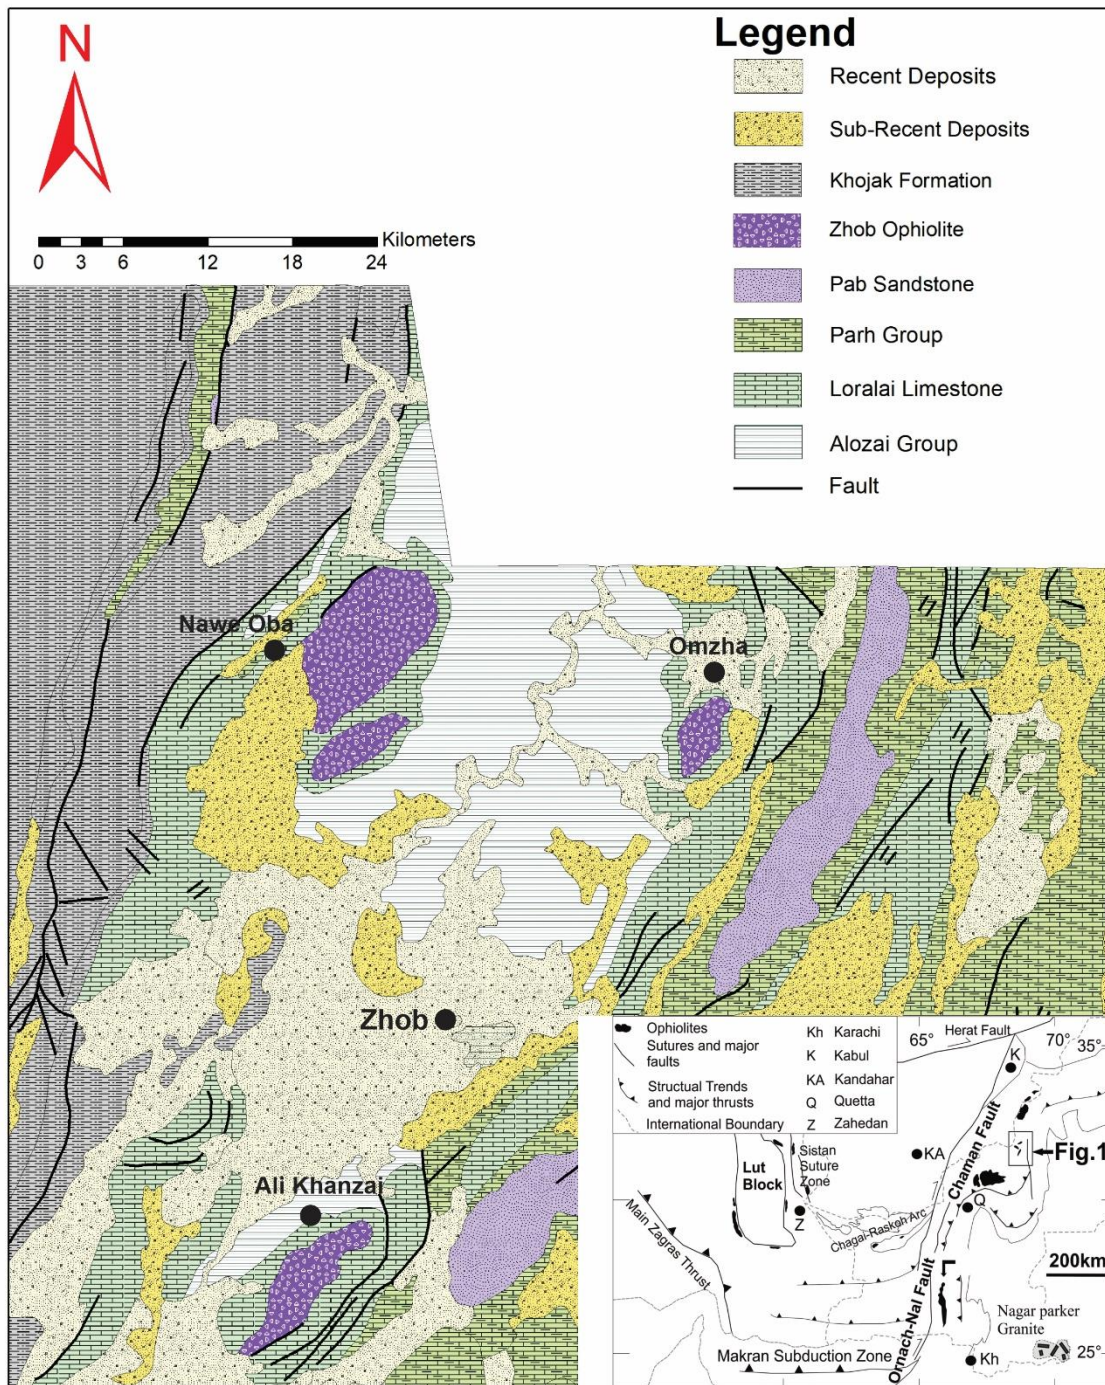 Legend
N
Recent Deposits
Sub-Recent Deposits
Khojak Formation
Zhob Ophiolite
Pab Sandstone
Parh Group
Loralai Limestone
Alozai Group
Fault
Kilometers
0 3 6 12 18 24
Nawe Oba
Omzha
Zhob
Ali Khanzai
Ophiolites
Sutures and major
faults
Structual Trends
and major thrusts
International Boundary
Kh Karachi
K Kabul
KA Kandahar
Q Quetta
Z Zahedan
65°
Herat Fault
70°
35°
K
Chaman Fault
KA
Fig.1
Sistan
Suture
Zone
Lut
Block
Q
Z
Chagai-Raskoh Arc
Main Zagras Thrust
200km
Ornach-Nal Fault
Nagar parker
Granite
Makran Subduction Zone
Kh
25°